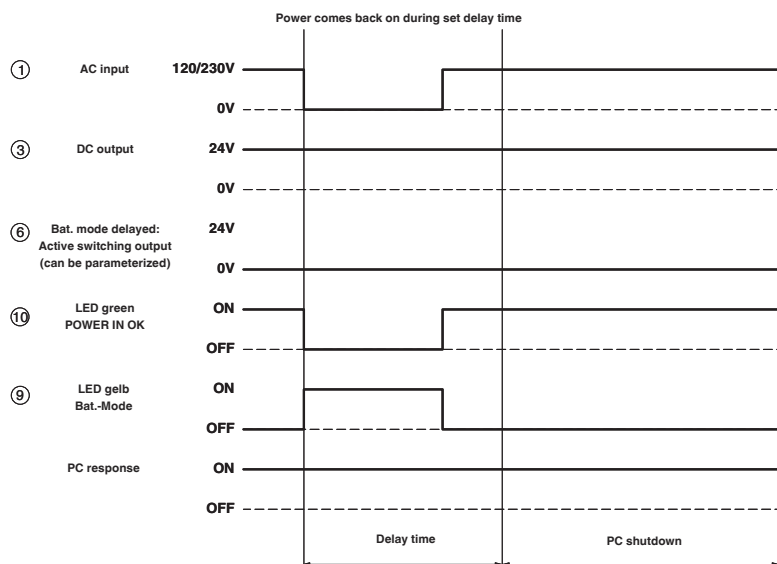 Power comes back on during set delay time
1 AC input 120/230V
0V
3 DC output 24V
0V
6 Bat. mode delayed: 24V
Active switching output
(can be parameterized) 0V
10 LED green ON
POWER IN OK
OFF
9 LED gelb ON
Bat.-Mode
OFF
PC response ON
OFF
Delay time PC shutdown